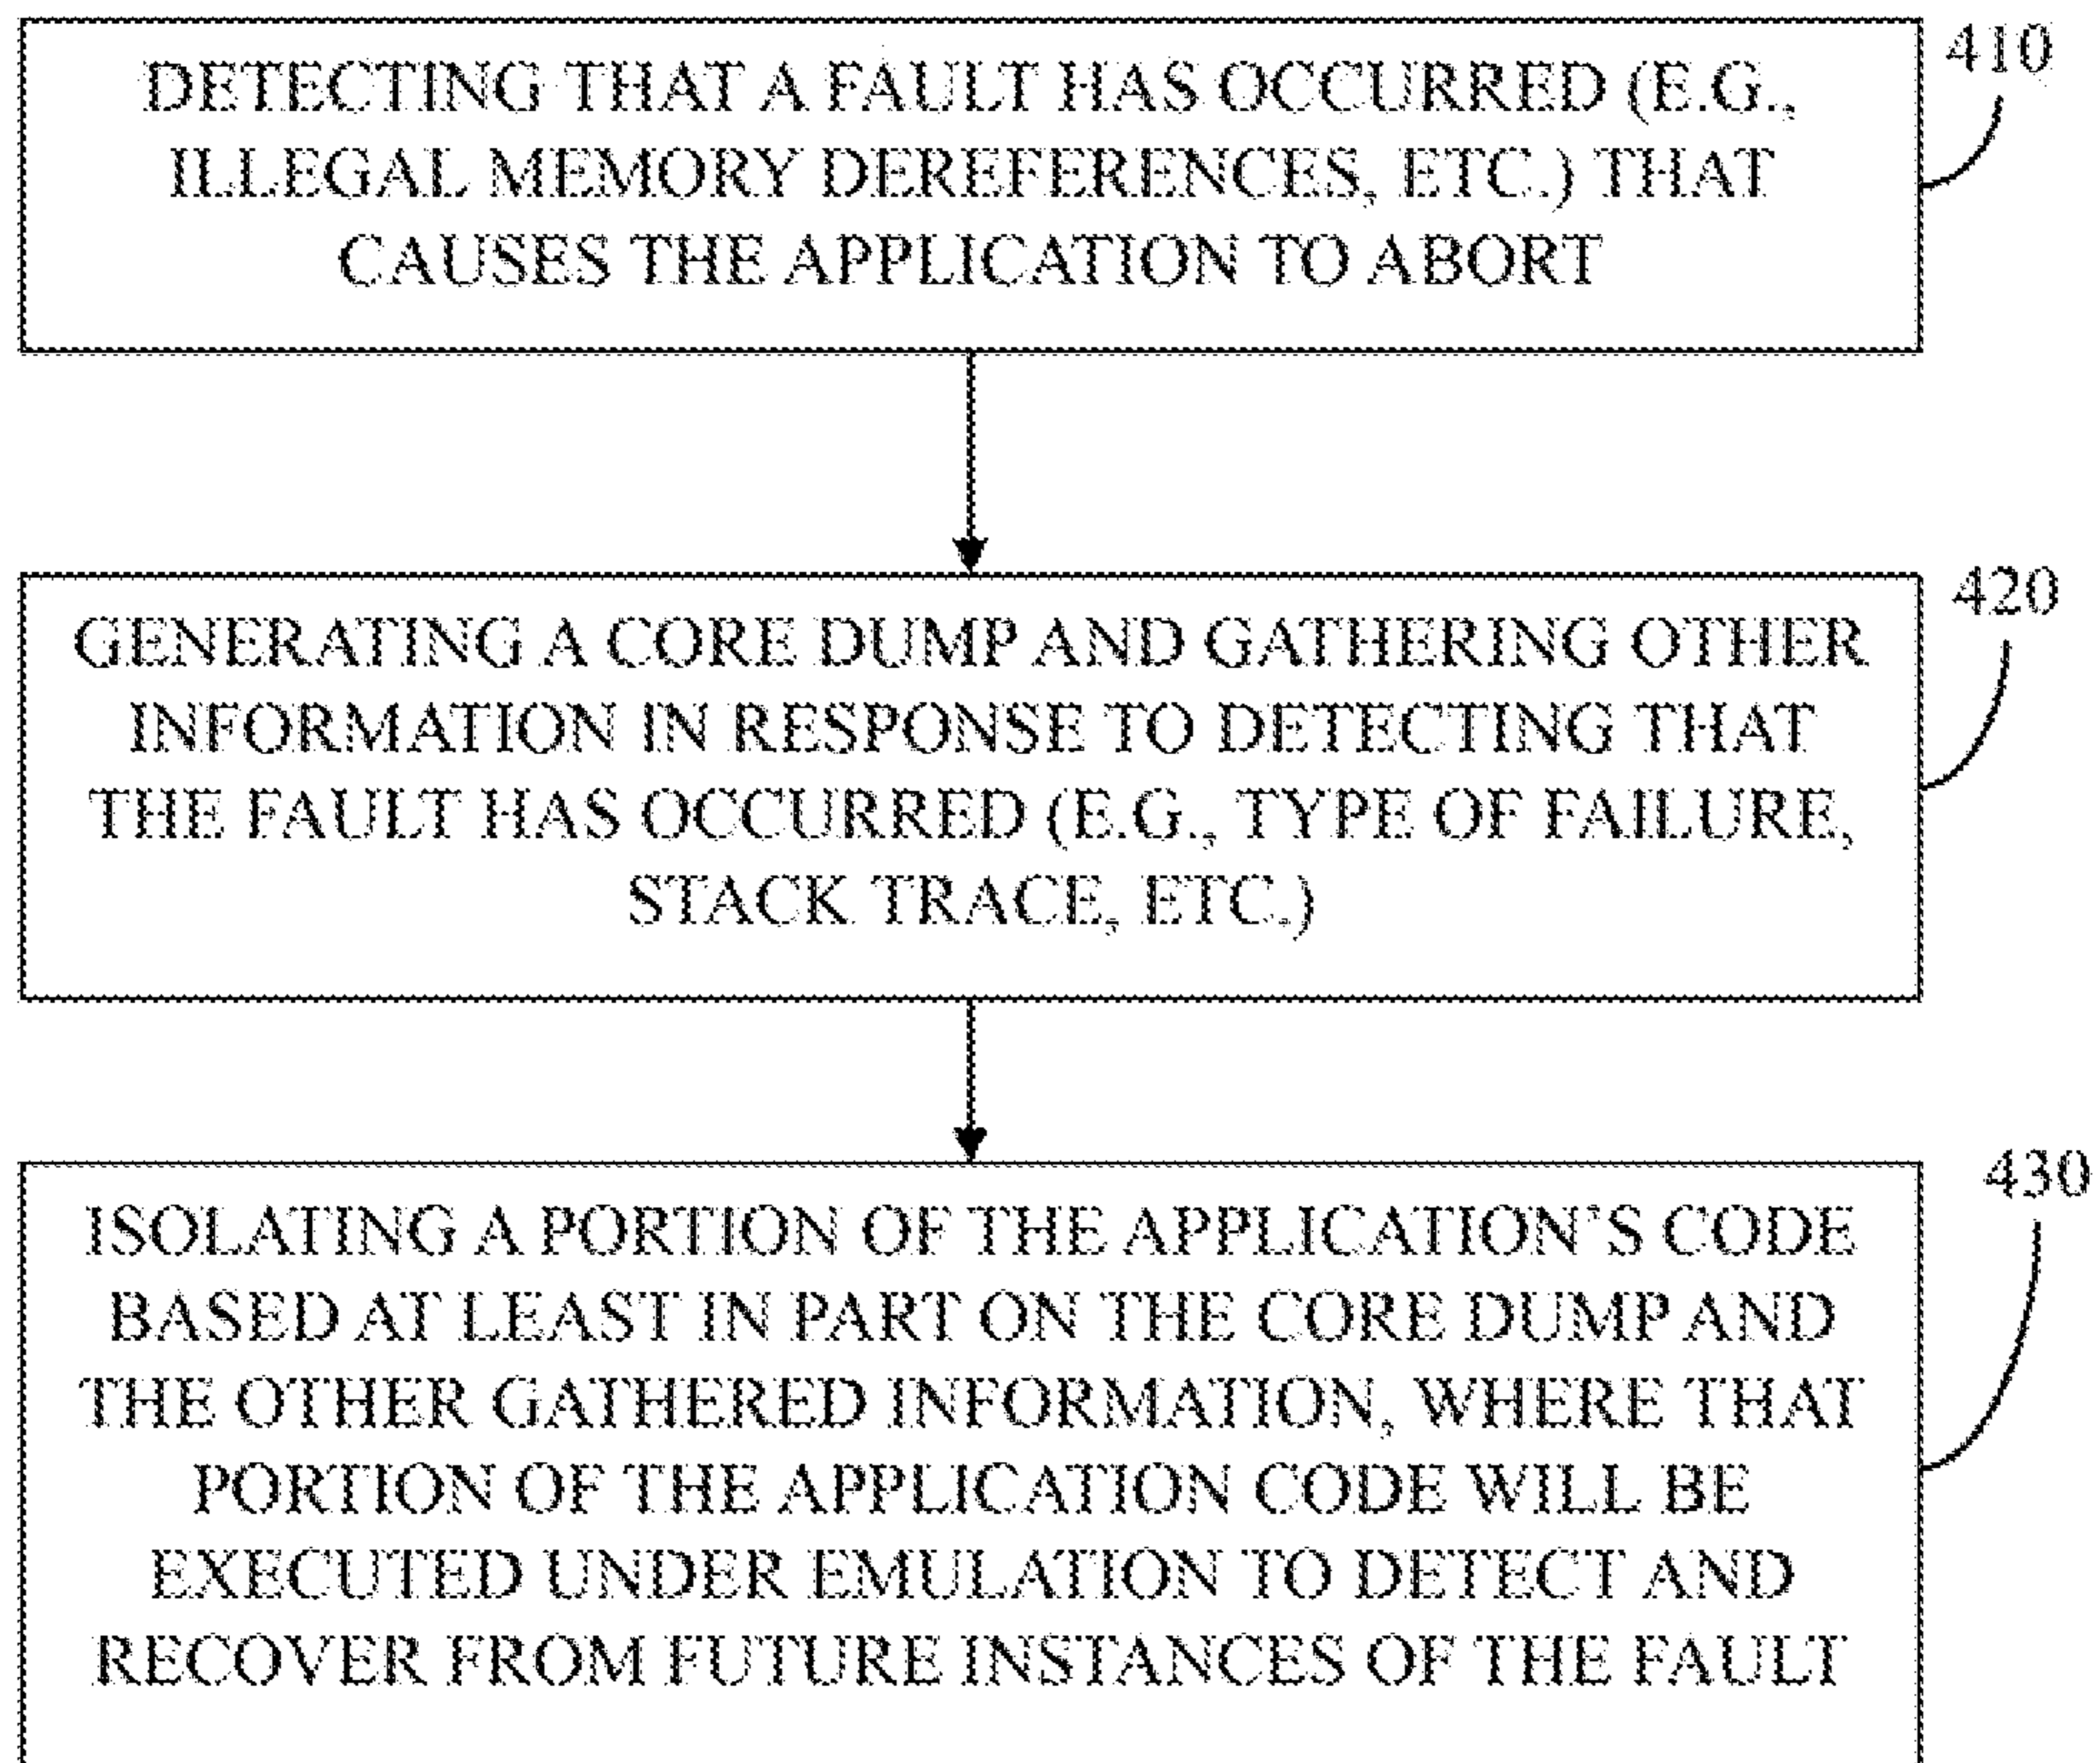 DETECTING THAT A FAULT HAS OCCURRED (E.G.,
ILLEGAL MEMORY DEREFERENCES, ETC.) THAT
CAUSES THE APPLICATION TO ABORT
410
GENERATING A CORE DUMP AND GATHERING OTHER
INFORMATION IN RESPONSE TO DETECTING THAT
THE FAULT HAS OCCURRED (E.G., TYPE OF FAILURE,
STACK TRACE, ETC.)
420
ISOLATING A PORTION OF THE APPLICATION'S CODE
BASED AT LEAST IN PART ON THE CORE DUMP AND
THE OTHER GATHERED INFORMATION, WHERE THAT
PORTION OF THE APPLICATION CODE WILL BE
EXECUTED UNDER EMULATION TO DETECT AND
RECOVER FROM FUTURE INSTANCES OF THE FAULT
430